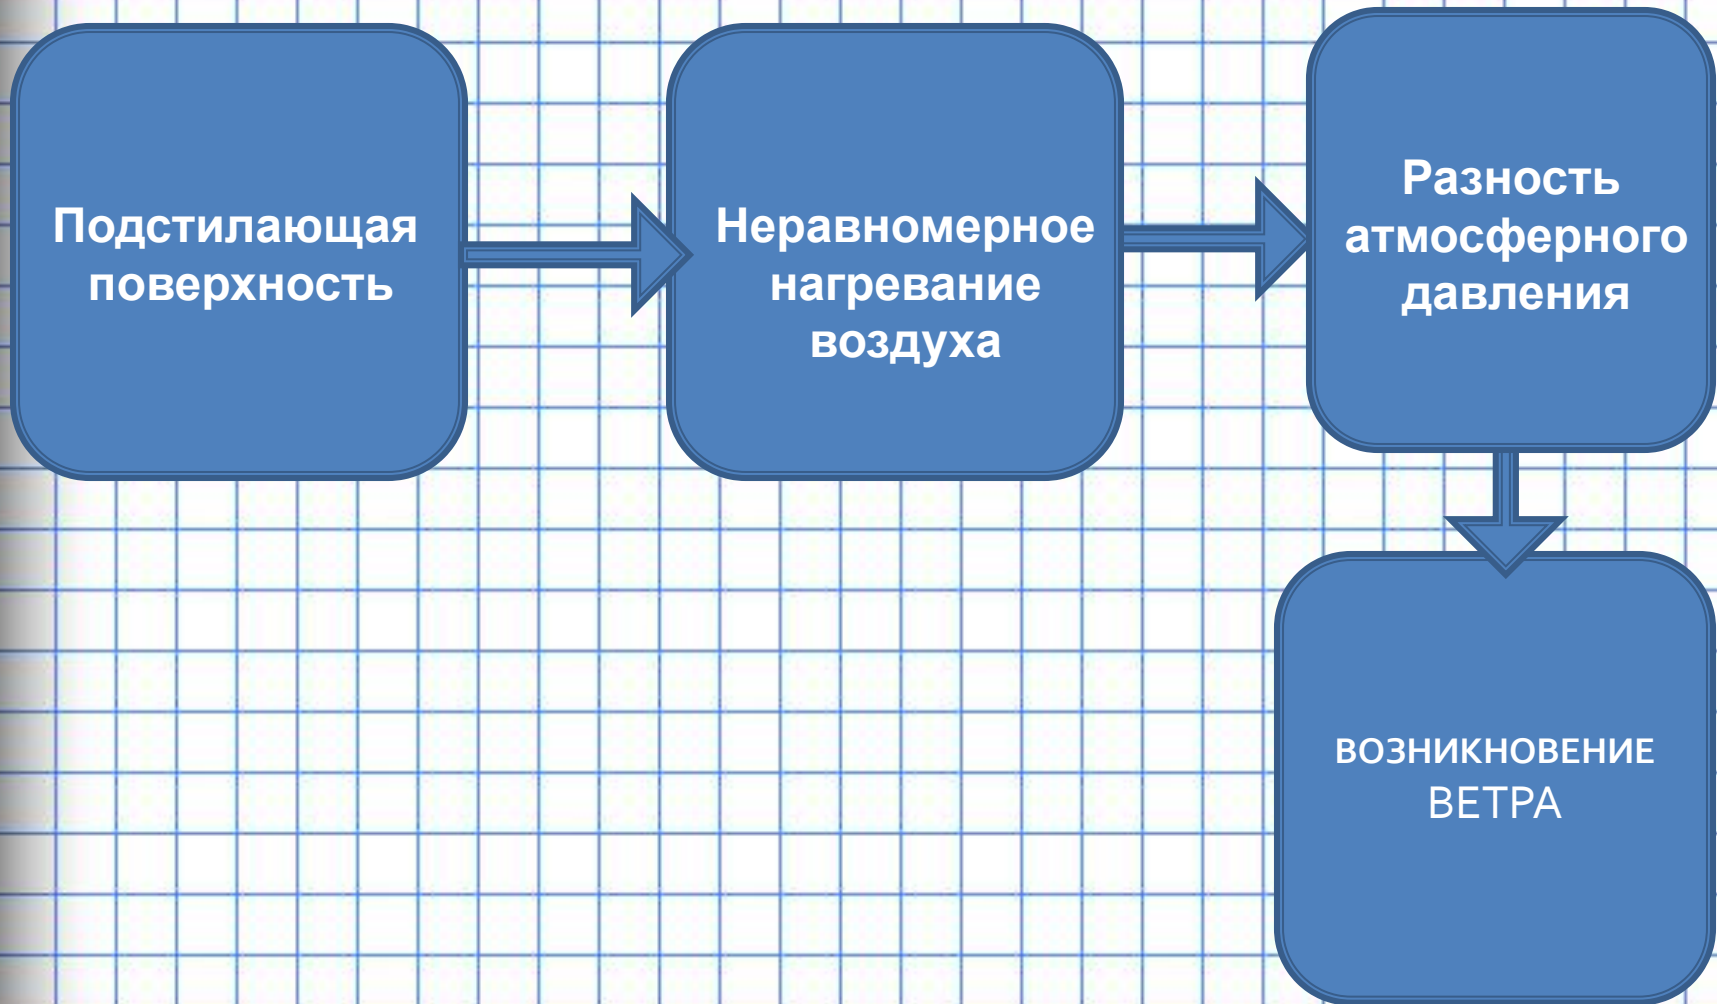 Подстилающая
поверхность
Неравномерное
нагревание
воздуха
Разность
атмосферного
давления
ВОЗНИКНОВЕНИЕ
ВЕТРА